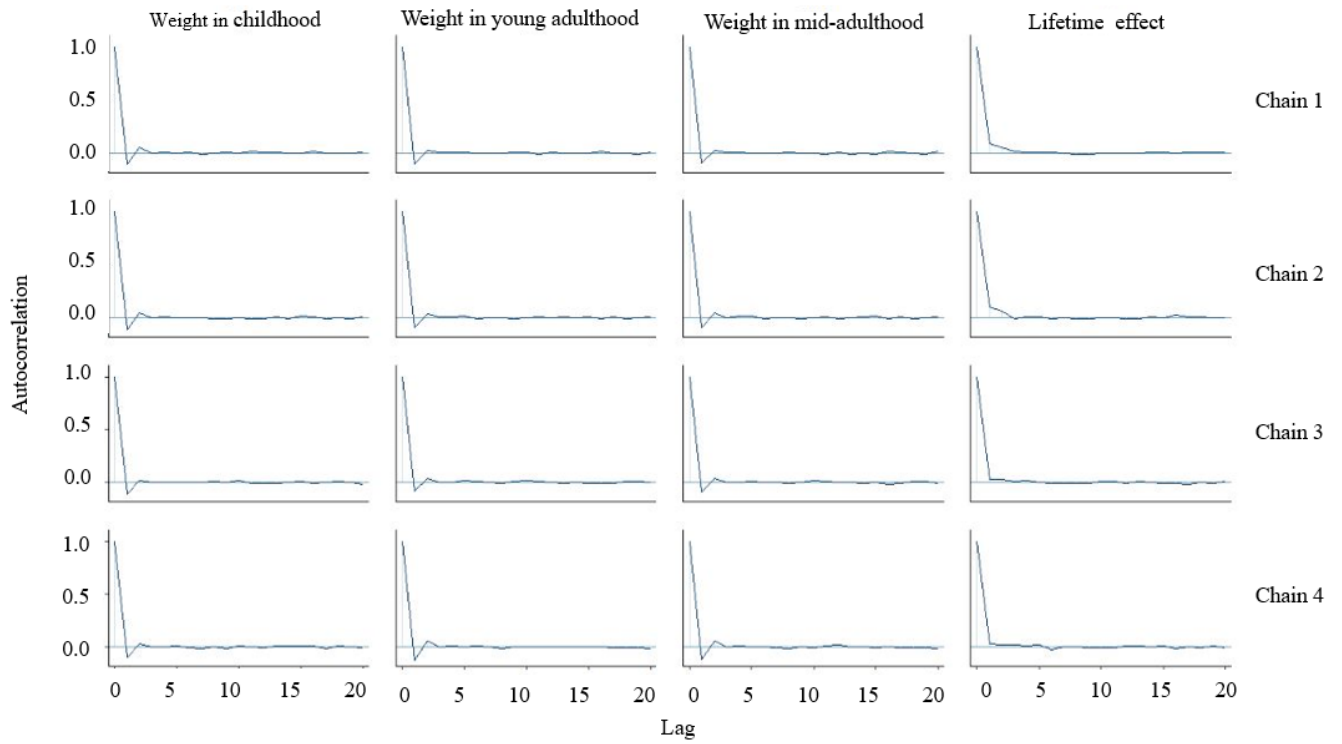 Weight in childhood
Weight in young adulthood
Weight in mid-adulthood
Lifetime effect
1.0
0.5
0.0
Chain 1
1.0
0.5
0.0
Chain 2
1.0
0.5
0.0
Chain 3
1.0
0.5
0.0
Chain 4
Autocorrelation
0 5 10 15 20
0 5 10 15 20
0 5 10 15 20
0 5 10 15 20
Lag